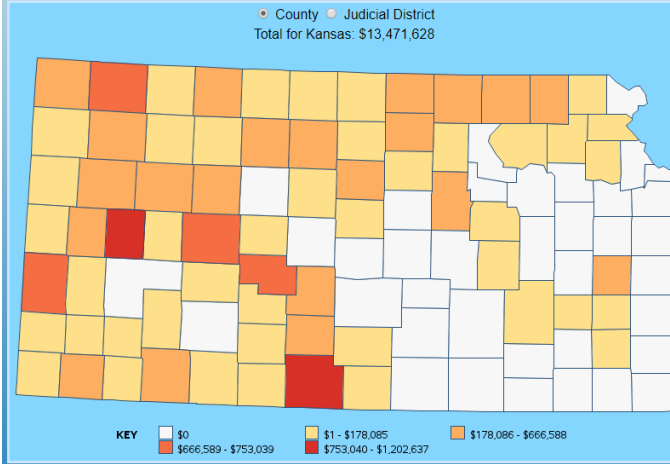 County Judicial District
Total for Kansas: $13,471,628
KEY $0 $1 - $178,085 $178,086 - $666,588
$666,589 - $753,039 $753,040 - $1,202,637